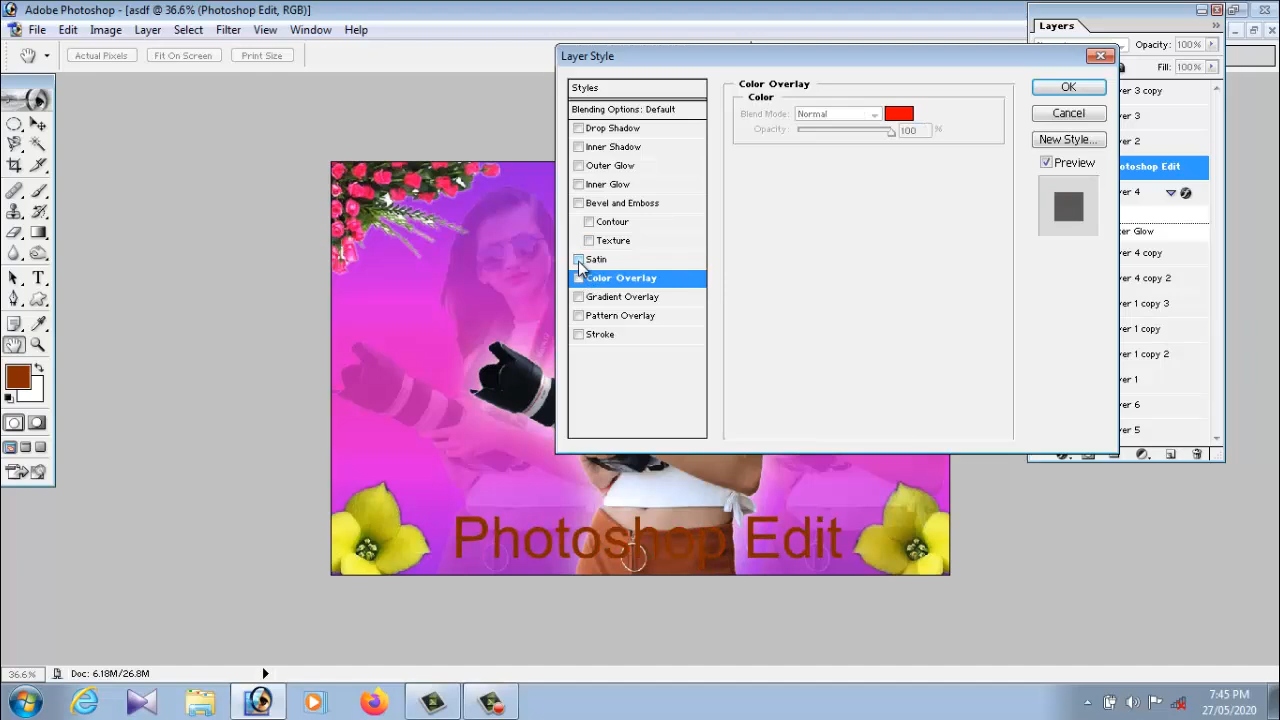 Adobe Photoshop - [asdf @ 36.6% (Photoshop Edit, RGB)]
File Edit Image Layer Select Filter View Window Help
Actual Pixels Fit On Screen Print Size
Layers
Opacity: 100%
Fill: 100%
er 3 copy
er 3
er 2
otoshop Edit
er 4
ter Glow
er 4 copy
er 4 copy 2
er 1 copy 3
er 1 copy
er 1 copy 2
er 1
er 6
er 5
Layer Style
Styles
Blending Options: Default
Drop Shadow
Inner Shadow
Outer Glow
Inner Glow
Bevel and Emboss
Contour
Texture
Satin
Color Overlay
Gradient Overlay
Pattern Overlay
Stroke
Color Overlay
Color
Blend Mode: Normal
Opacity: 100 %
OK
Cancel
New Style...
Preview
Photoshop Edit
36.6% Doc: 6.18M/26.8M
7:45 PM
27/05/2020